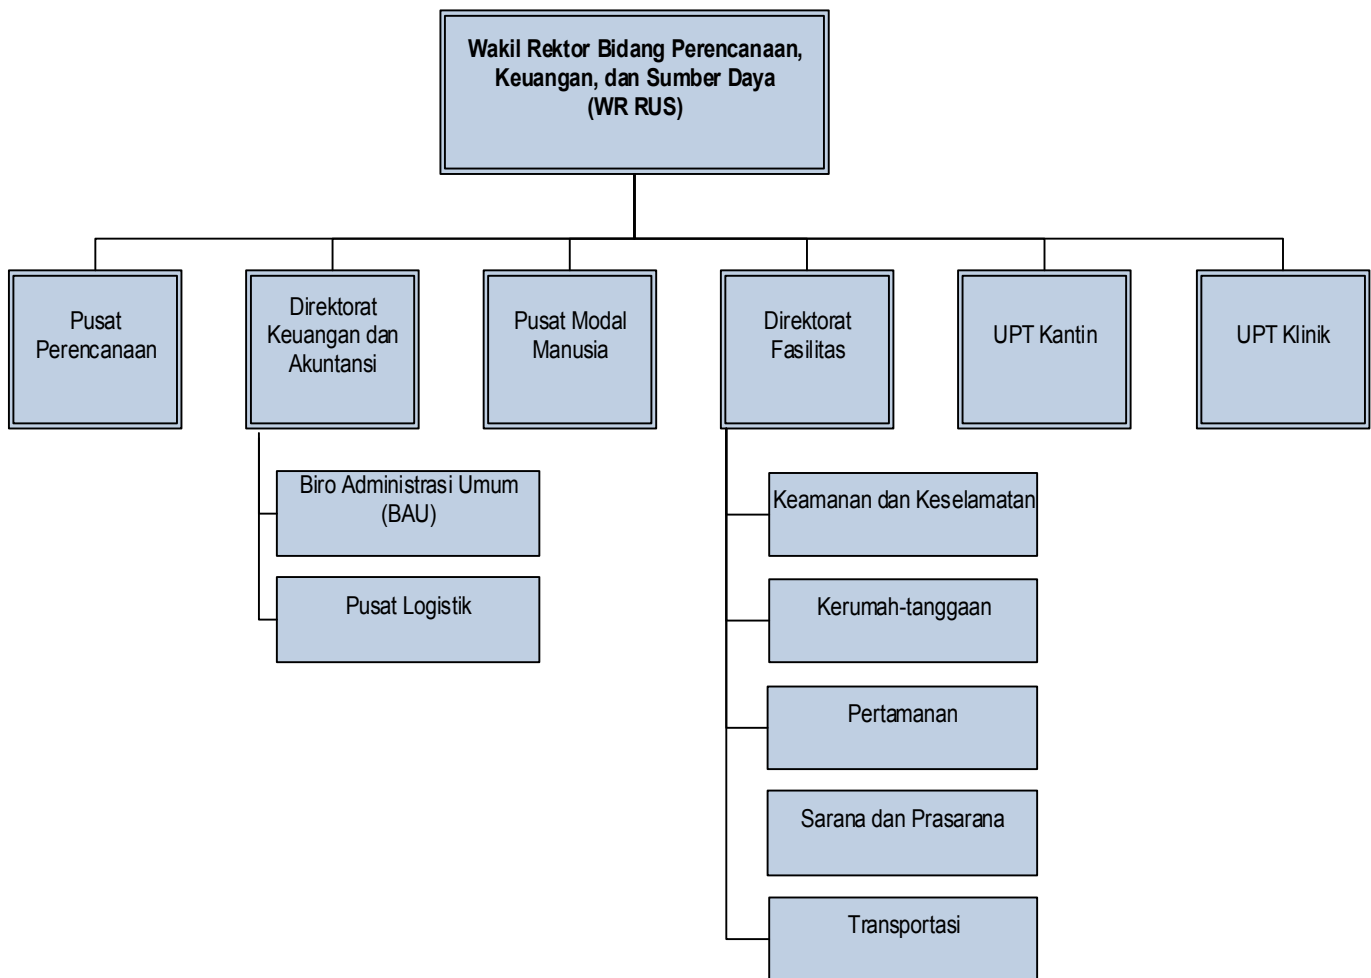 Wakil Rektor Bidang Perencanaan,
Keuangan, dan Sumber Daya
(WR RUS)
Pusat
Perencanaan
Direktorat
Keuangan dan
Akuntansi
Pusat Modal
Manusia
Direktorat
Fasilitas
UPT Kantin
UPT Klinik
Biro Administrasi Umum
(BAU)
Pusat Logistik
Keamanan dan Keselamatan
Kerumah-tanggaan
Pertamanan
Sarana dan Prasarana
Transportasi